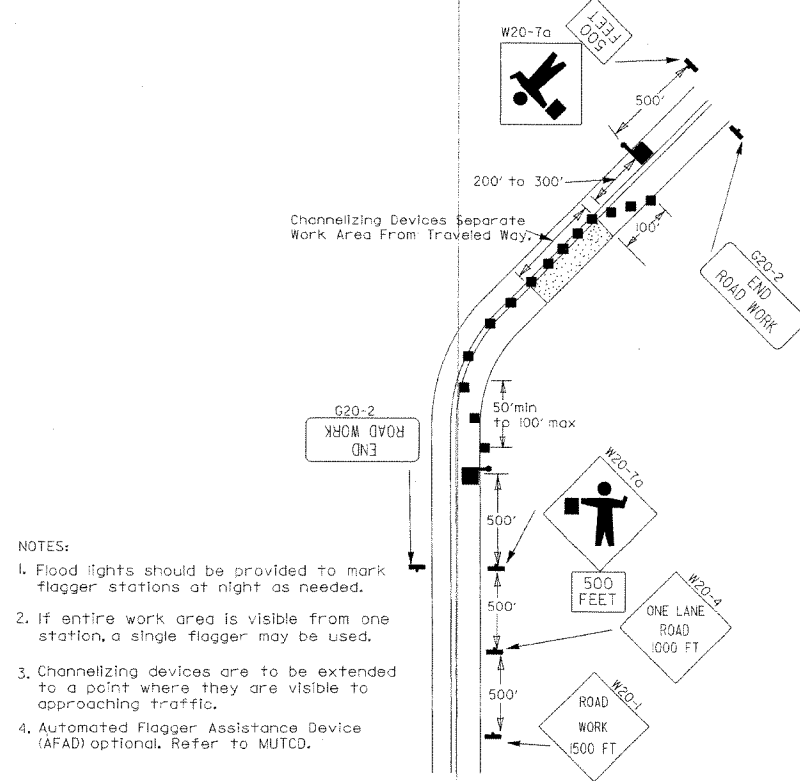 W20-7a
500
FEET
500'
200' to 300'
Channelizing Devices Separate
Work Area From Traveled Way.
100'
G20-2
END
ROAD WORK
50'min
to 100' max
G20-2
END
ROAD WORK
W20-7a
500'
500
FEET
500'
W20-4
ONE LANE
ROAD
1000 FT
500'
W20-1
ROAD
WORK
1500 FT
NOTES:
1. Flood lights should be provided to mark
flagger stations at night as needed.
2. If entire work area is visible from one
station, a single flagger may be used.
3. Channelizing devices are to be extended
to a point where they are visible to
approaching traffic.
4. Automated Flagger Assistance Device
(AFAD) optional. Refer to MUTCD.